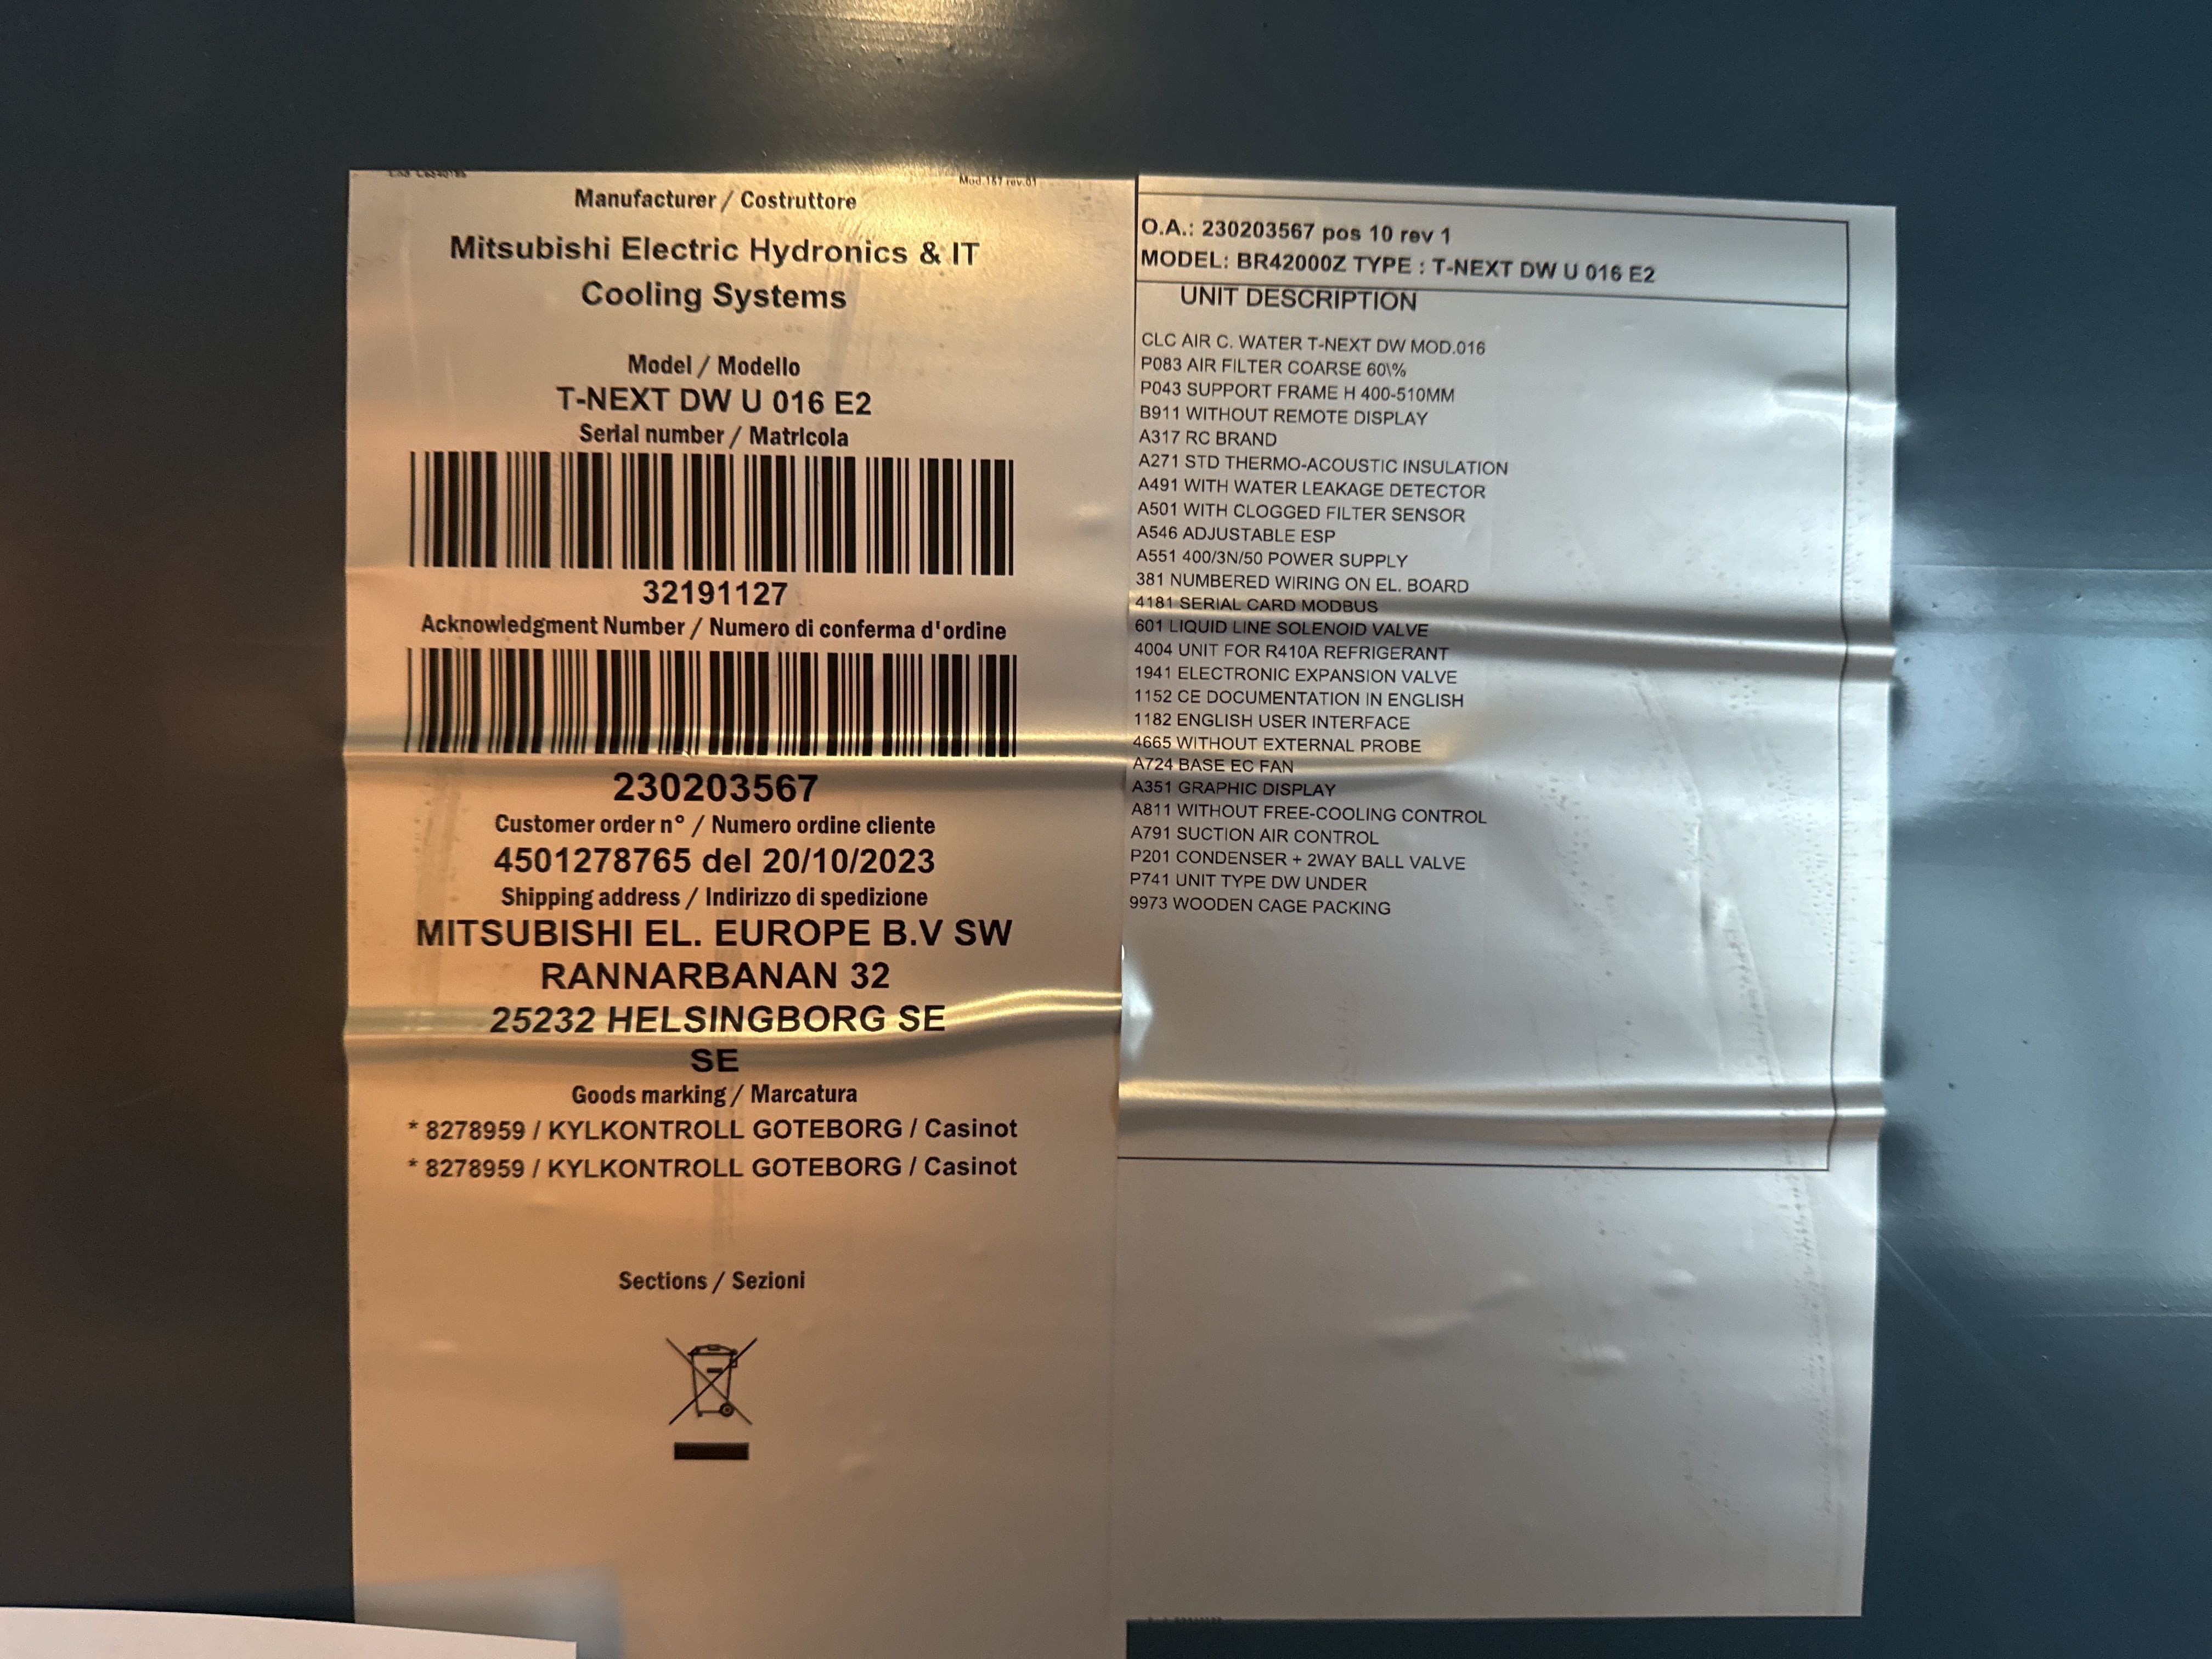 Mod.187 rev.01
Manufacturer / Costruttore
Mitsubishi Electric Hydronics & IT
Cooling Systems
Model / Modello
T-NEXT DW U 016 E2
Serial number / Matricola
32191127
Acknowledgment Number / Numero di conferma d'ordine
230203567
Customer order n° / Numero ordine cliente
4501278765 del 20/10/2023
Shipping address / Indirizzo di spedizione
MITSUBISHI EL. EUROPE B.V SW
RANNARBANAN 32
25232 HELSINGBORG SE
SE
Goods marking / Marcatura
* 8278959 / KYLKONTROLL GOTEBORG / Casinot
* 8278959 / KYLKONTROLL GOTEBORG / Casinot
Sections / Sezioni
O.A.: 230203567 pos 10 rev 1
MODEL: BR42000Z TYPE : T-NEXT DW U 016 E2
UNIT DESCRIPTION
CLC AIR C. WATER T-NEXT DW MOD.016
P083 AIR FILTER COARSE 60\%
P043 SUPPORT FRAME H 400-510MM
B911 WITHOUT REMOTE DISPLAY
A317 RC BRAND
A271 STD THERMO-ACOUSTIC INSULATION
A491 WITH WATER LEAKAGE DETECTOR
A501 WITH CLOGGED FILTER SENSOR
A546 ADJUSTABLE ESP
A551 400/3N/50 POWER SUPPLY
381 NUMBERED WIRING ON EL. BOARD
4181 SERIAL CARD MODBUS
601 LIQUID LINE SOLENOID VALVE
4004 UNIT FOR R410A REFRIGERANT
1941 ELECTRONIC EXPANSION VALVE
1152 CE DOCUMENTATION IN ENGLISH
1182 ENGLISH USER INTERFACE
4665 WITHOUT EXTERNAL PROBE
A724 BASE EC FAN
A351 GRAPHIC DISPLAY
A811 WITHOUT FREE-COOLING CONTROL
A791 SUCTION AIR CONTROL
P201 CONDENSER + 2WAY BALL VALVE
P741 UNIT TYPE DW UNDER
9973 WOODEN CAGE PACKING